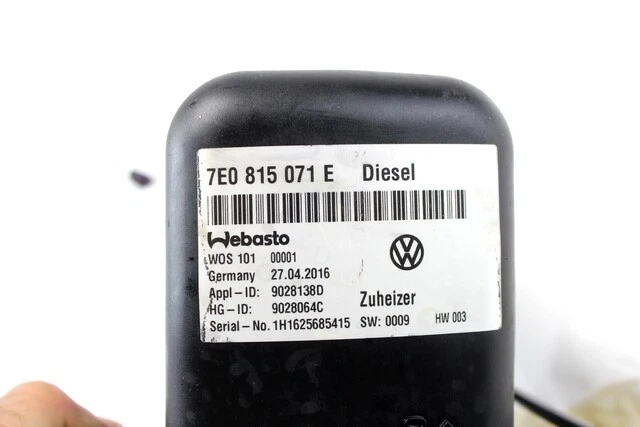 7E0 815 071 E Diesel
Webasto
WOS 101 00001
Germany 27.04.2016
Appl-ID: 9028138D
HG-ID: 9028064C Zuheizer
Serial-No. 1H1625685415 SW: 0009 HW 003